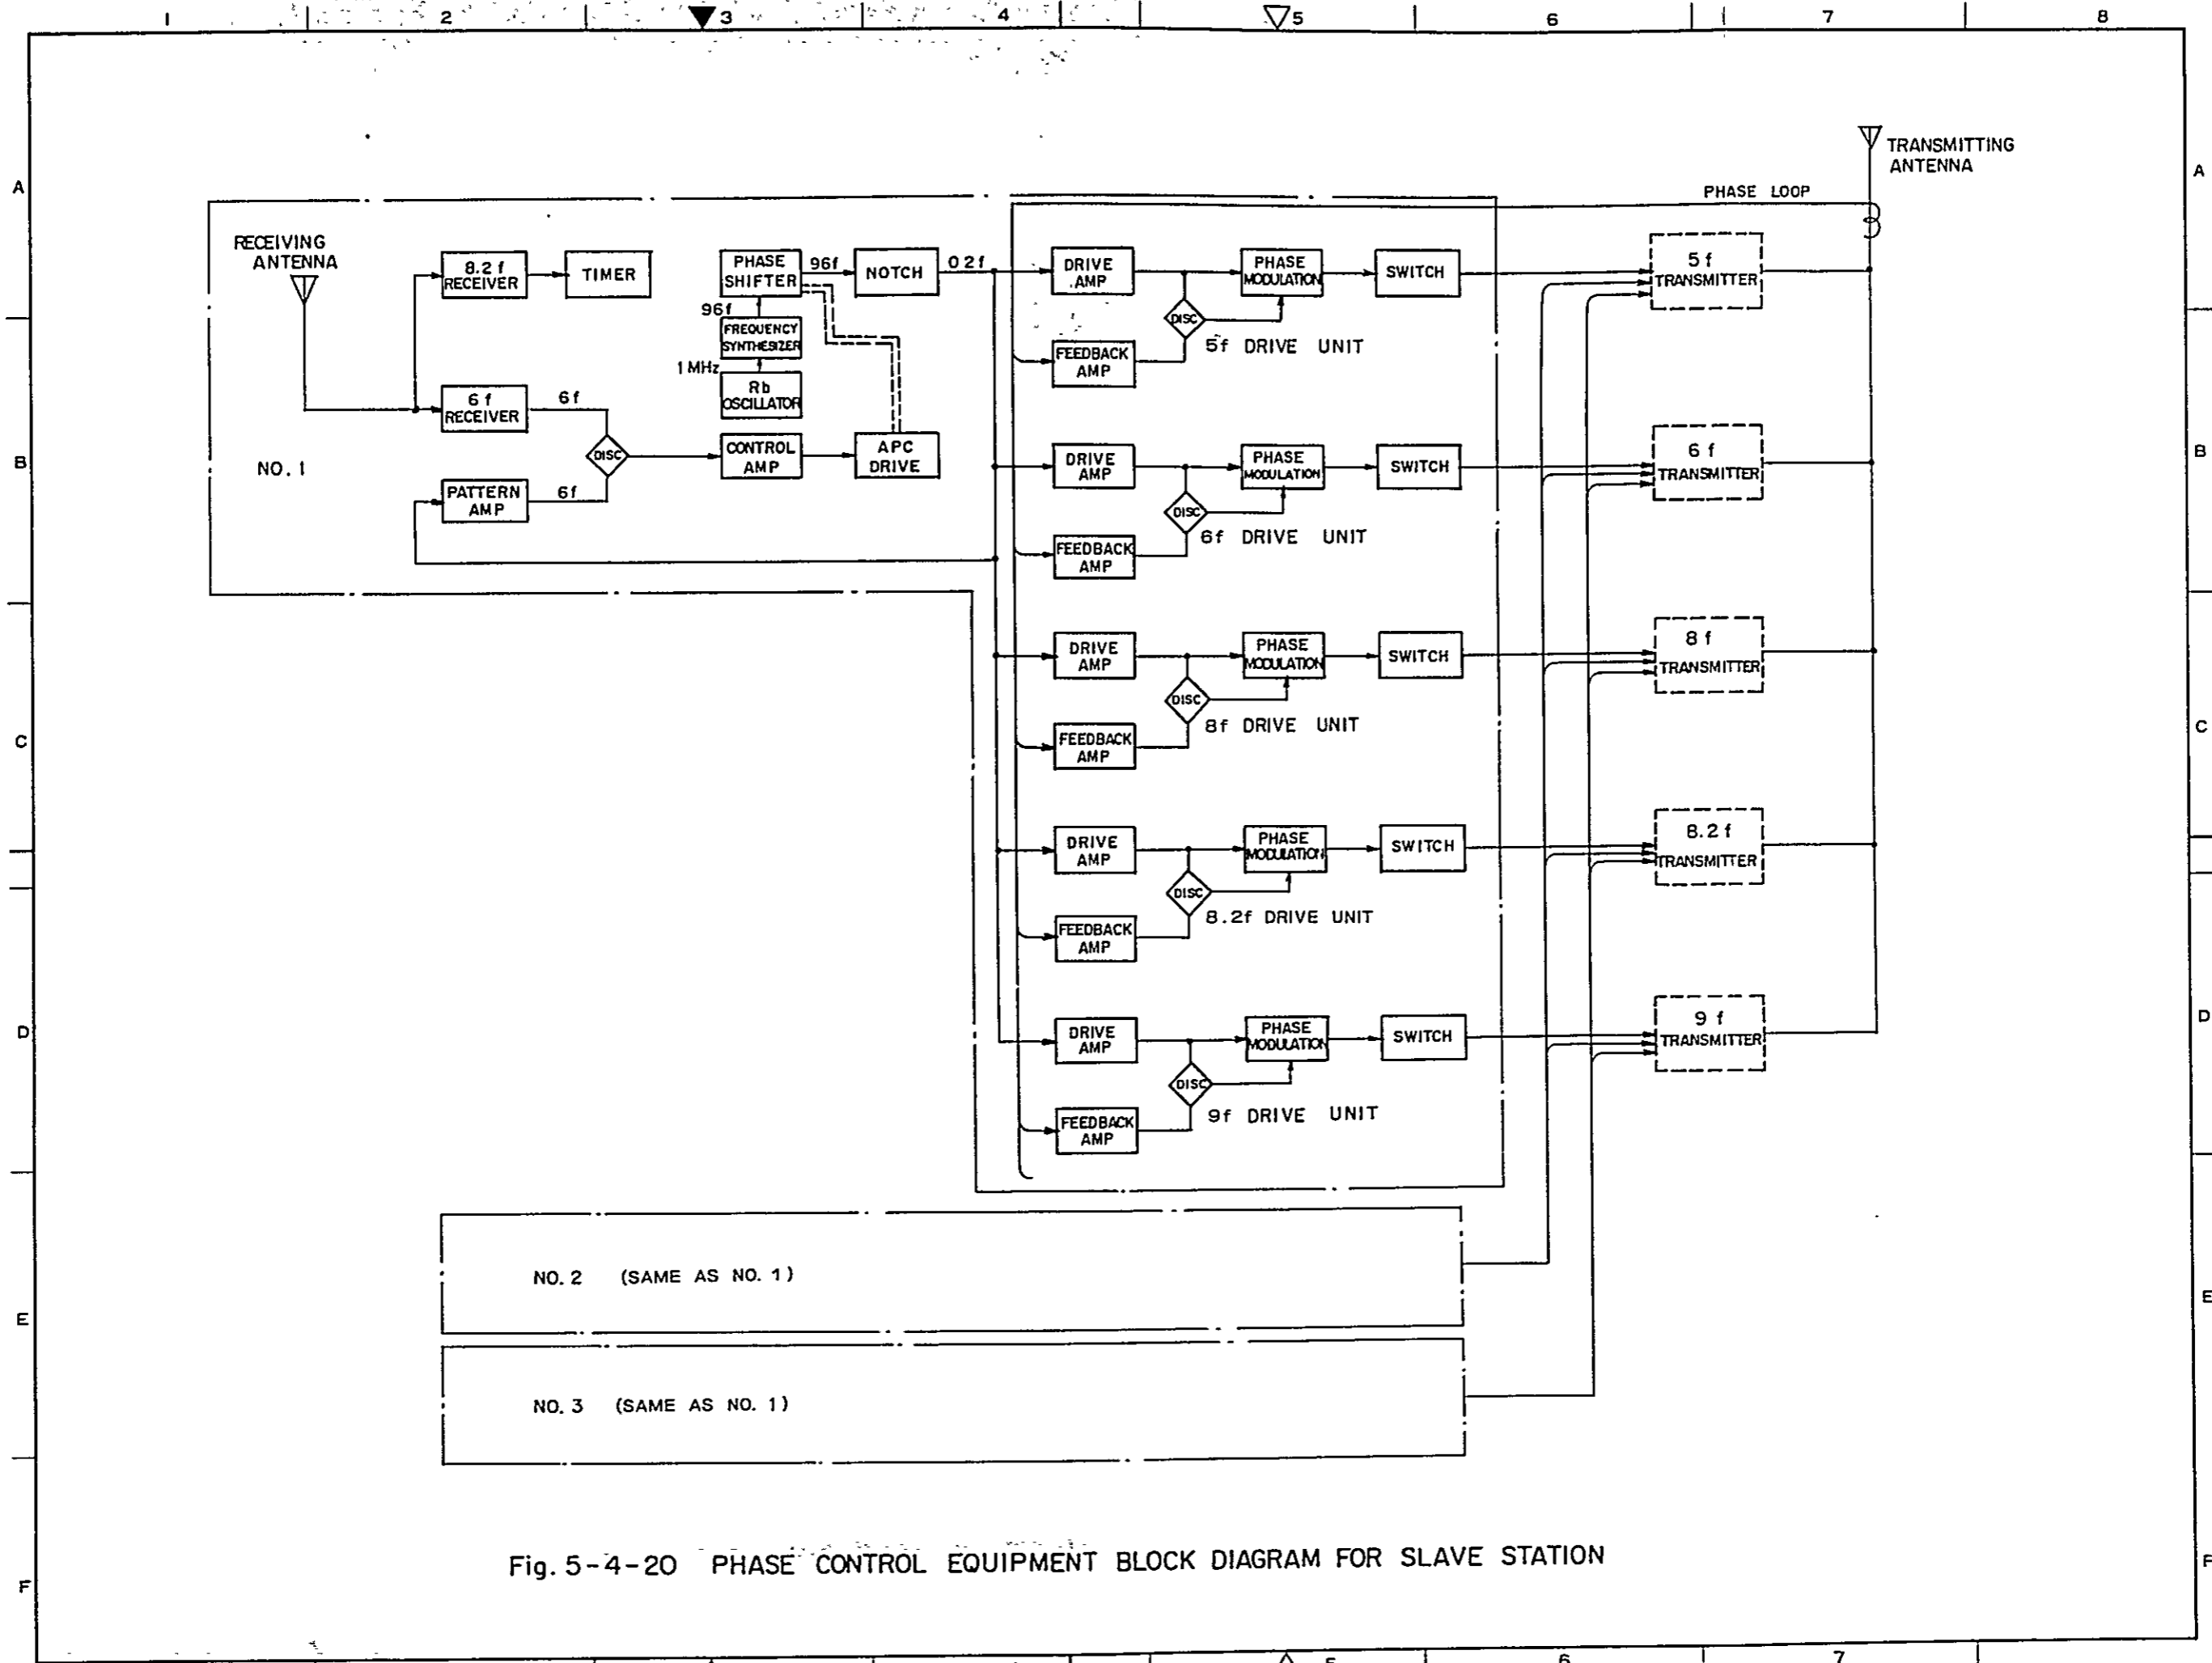 1 2 3 4 5 6 7 8
A
B
C
D
E
F
A
B
C
D
E
F
RECEIVING
ANTENNA
8.2 f
RECEIVER
TIMER
6 f
RECEIVER
6f
NO. 1
PATTERN
AMP
6f
DISC
PHASE
SHIFTER
96f
NOTCH
02f
96f
FREQUENCY
SYNTHESIZER
1 MHz
Rb
OSCILLATOR
CONTROL
AMP
APC
DRIVE
DRIVE
AMP
PHASE
MODULATION
SWITCH
DISC
FEEDBACK
AMP
5f DRIVE UNIT
DRIVE
AMP
PHASE
MODULATION
SWITCH
DISC
FEEDBACK
AMP
6f DRIVE UNIT
DRIVE
AMP
PHASE
MODULATION
SWITCH
DISC
FEEDBACK
AMP
8f DRIVE UNIT
DRIVE
AMP
PHASE
MODULATION
SWITCH
DISC
FEEDBACK
AMP
8.2f DRIVE UNIT
DRIVE
AMP
PHASE
MODULATION
SWITCH
DISC
FEEDBACK
AMP
9f DRIVE UNIT
TRANSMITTING
ANTENNA
PHASE LOOP
5 f
TRANSMITTER
6 f
TRANSMITTER
8 f
TRANSMITTER
8.2 f
TRANSMITTER
9 f
TRANSMITTER
NO. 2 (SAME AS NO. 1)
NO. 3 (SAME AS NO. 1)
Fig. 5-4-20 PHASE CONTROL EQUIPMENT BLOCK DIAGRAM FOR SLAVE STATION
6 7